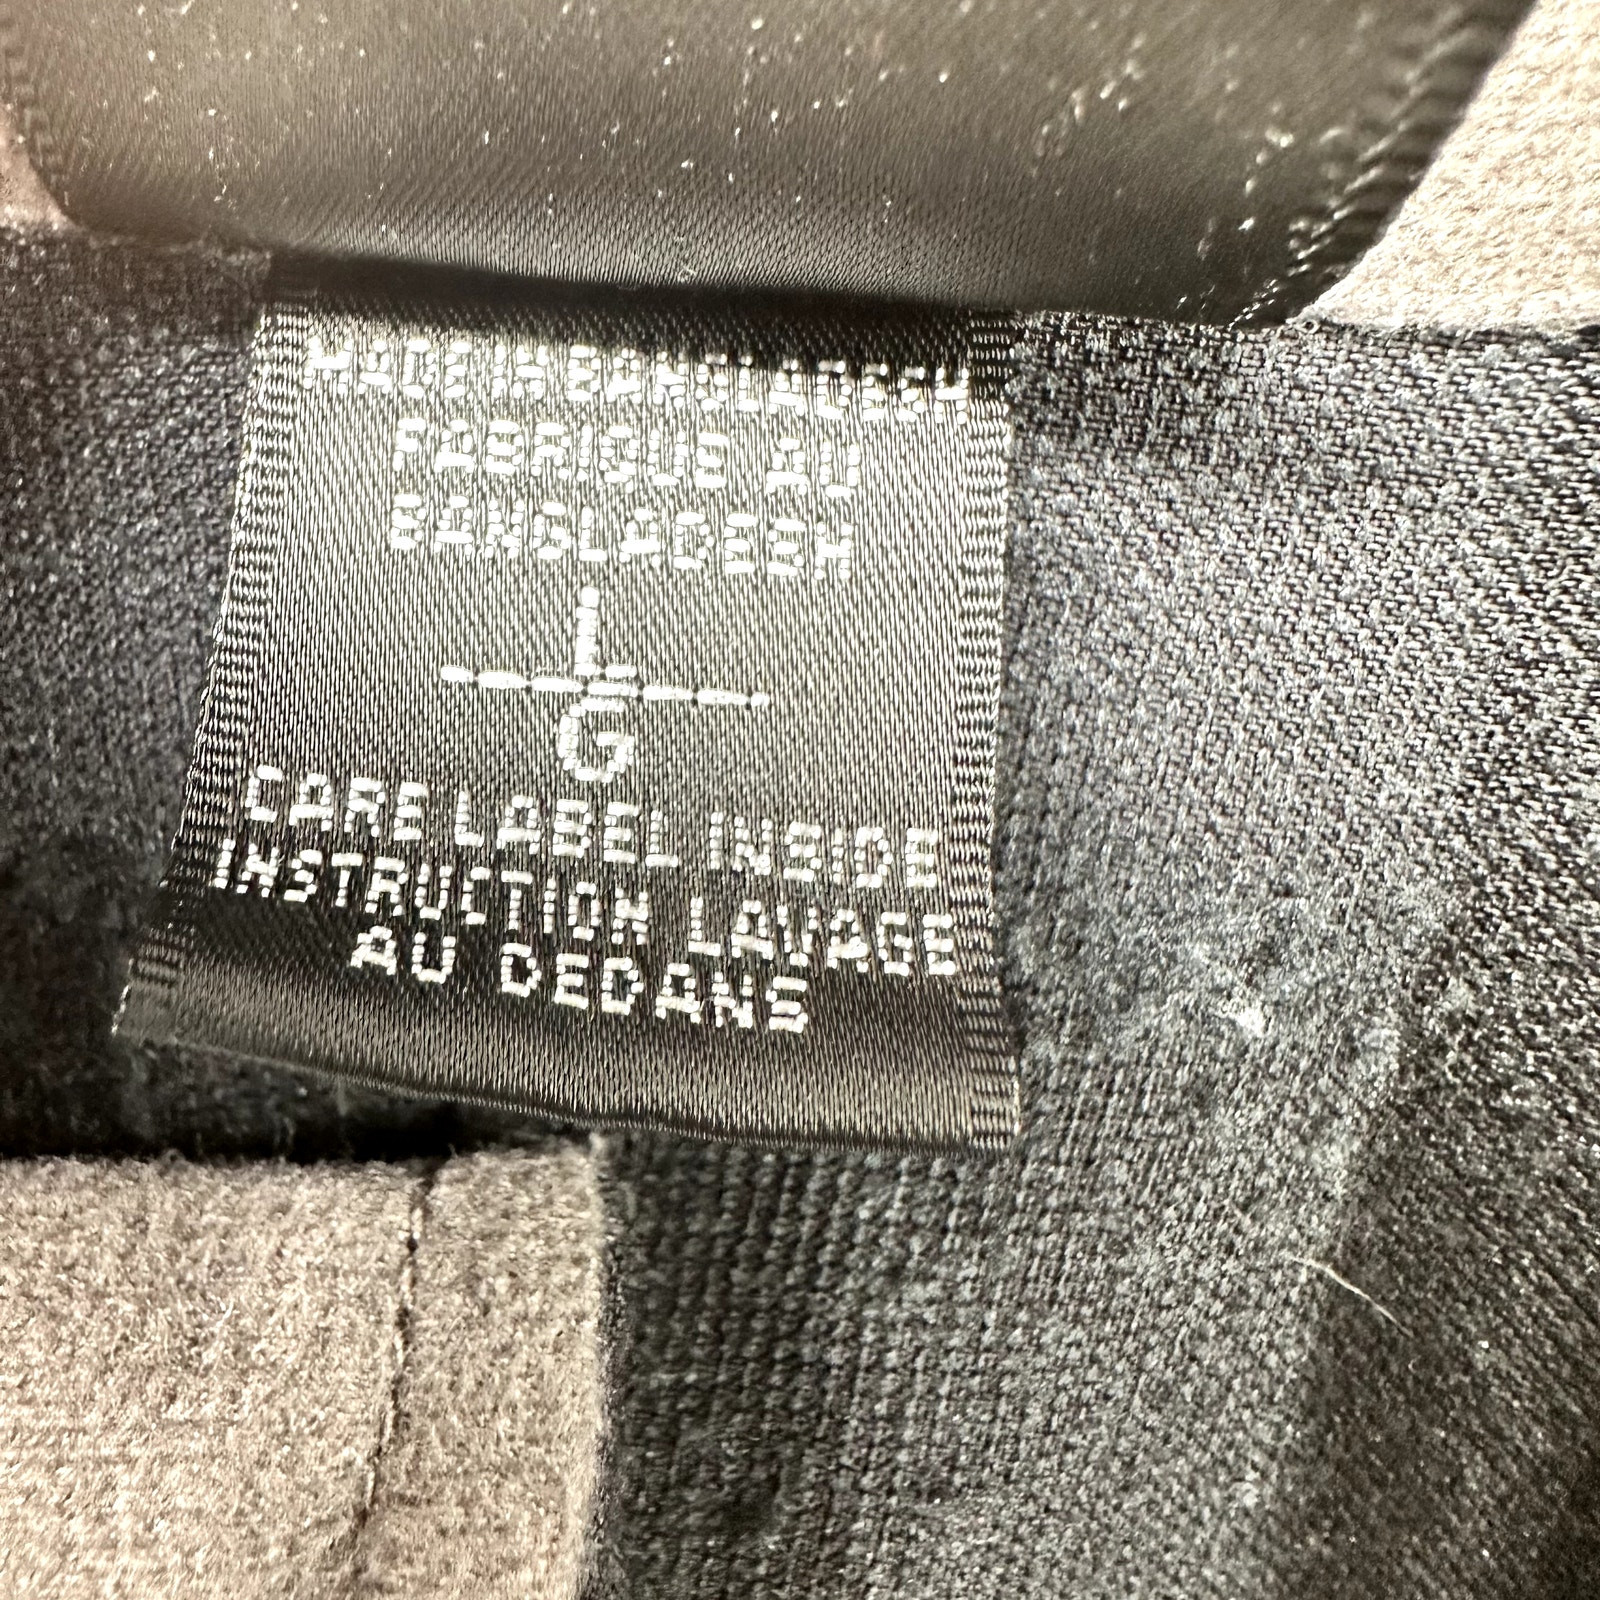 MADE IN BANGLADESH
FABRIQUE AU
BANGLADESH
L
G
CARE LABEL INSIDE
INSTRUCTION LAVAGE
AU DEDANS